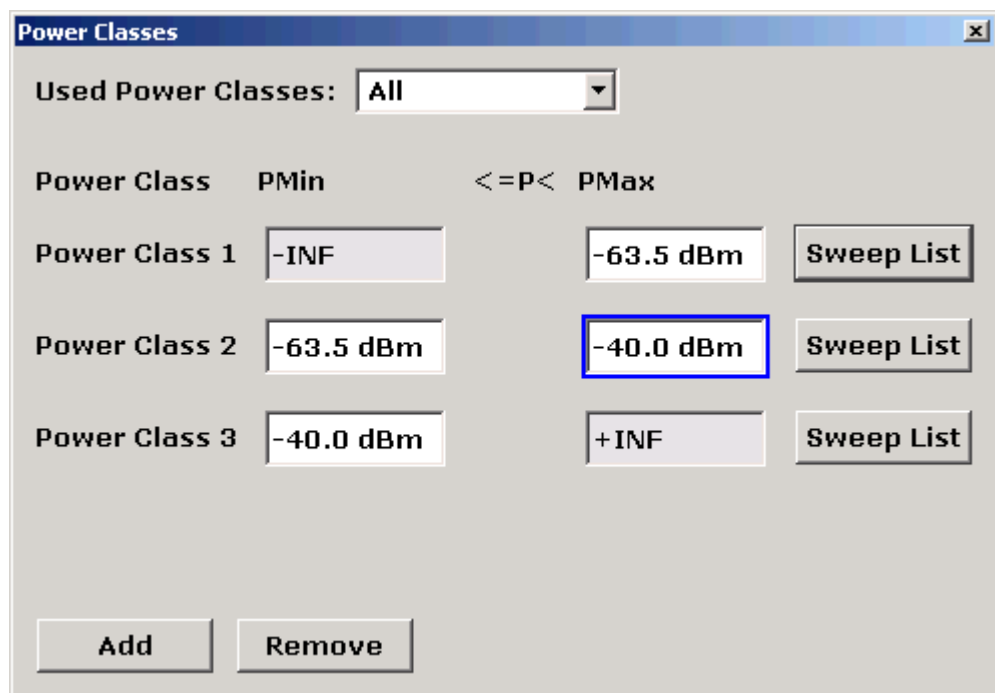 Power Classes
Used Power Classes: All
Power Class PMin <=P< PMax
Power Class 1 -INF -63.5 dBm Sweep List
Power Class 2 -63.5 dBm -40.0 dBm Sweep List
Power Class 3 -40.0 dBm +INF Sweep List
Add Remove